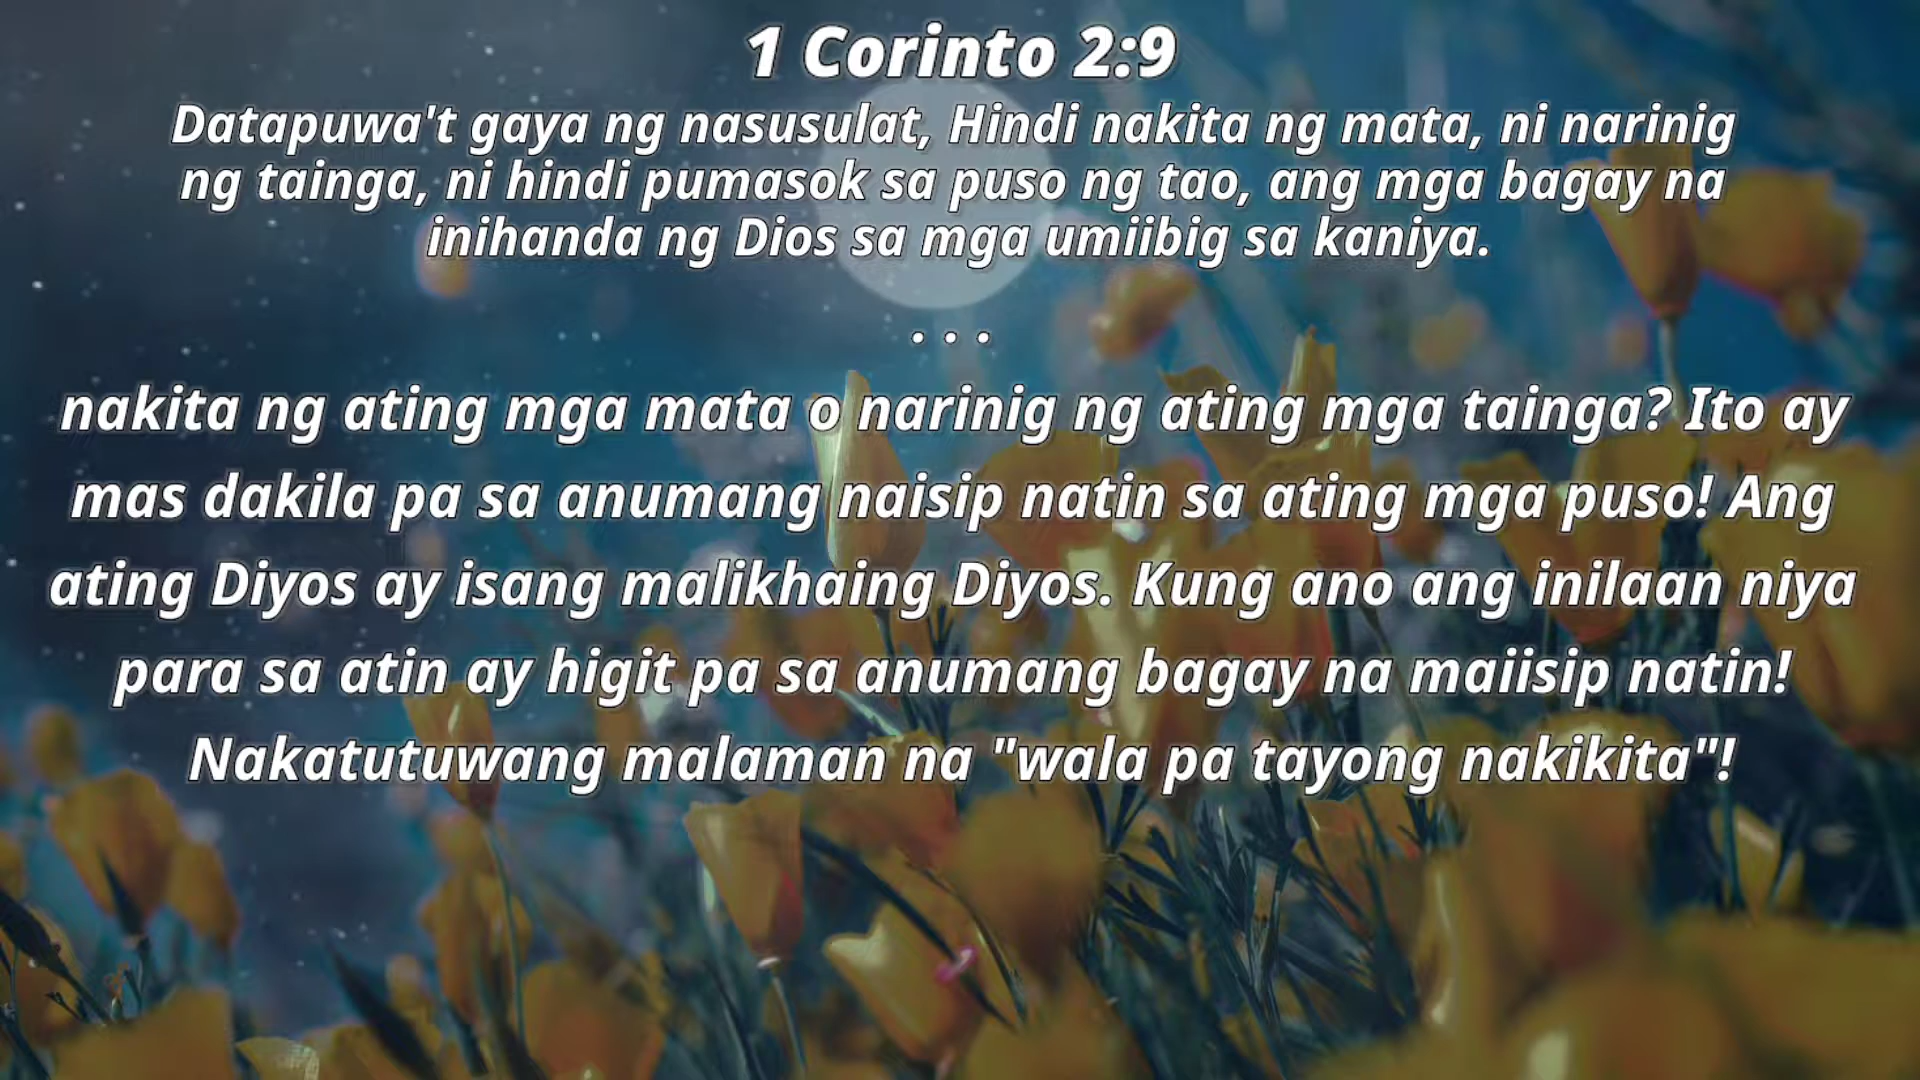 1 Corinto 2:9
Datapuwa't gaya ng nasusulat, Hindi nakita ng mata, ni narinig
ng tainga, ni hindi pumasok sa puso ng tao, ang mga bagay na
inihanda ng Dios sa mga umiibig sa kaniya.
. . .
nakita ng ating mga mata o narinig ng ating mga tainga? Ito ay
mas dakila pa sa anumang naisip natin sa ating mga puso! Ang
ating Diyos ay isang malikhaing Diyos. Kung ano ang inilaan niya
para sa atin ay higit pa sa anumang bagay na maiisip natin!
Nakatutuwang malaman na "wala pa tayong nakikita"!